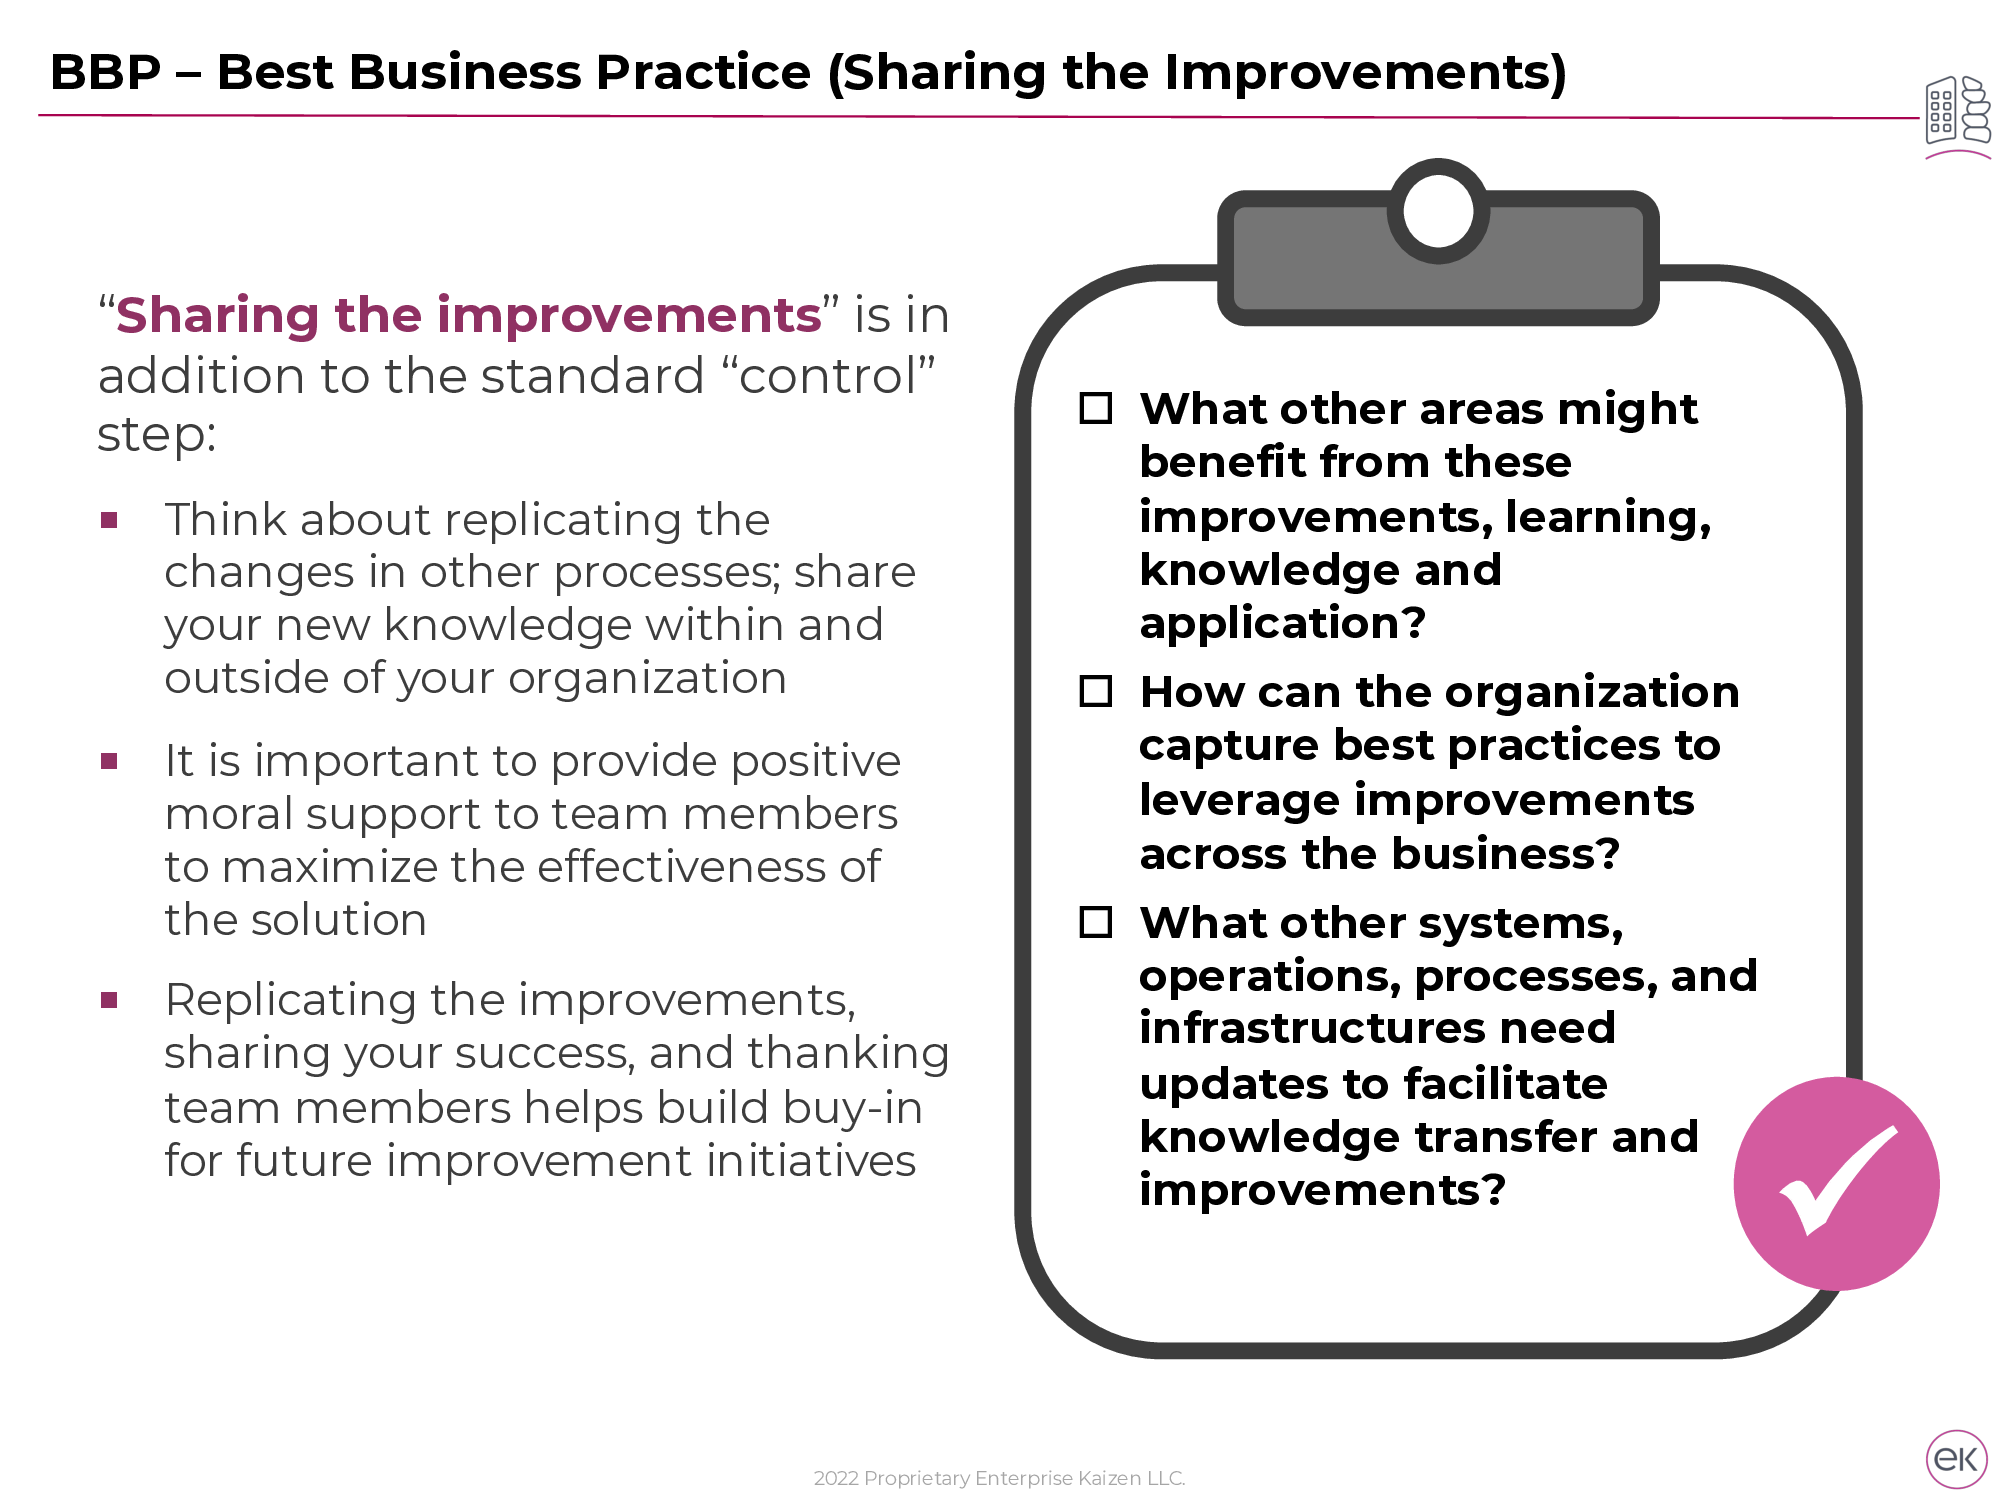 BBP – Best Business Practice (Sharing the Improvements)
“Sharing the improvements” is in
addition to the standard “control”
step:
▪ Think about replicating the
changes in other processes; share
your new knowledge within and
outside of your organization
▪ It is important to provide positive
moral support to team members
to maximize the effectiveness of
the solution
▪ Replicating the improvements,
sharing your success, and thanking
team members helps build buy-in
for future improvement initiatives
☐ What other areas might
benefit from these
improvements, learning,
knowledge and
application?
☐ How can the organization
capture best practices to
leverage improvements
across the business?
☐ What other systems,
operations, processes, and
infrastructures need
updates to facilitate
knowledge transfer and
improvements?
2022 Proprietary Enterprise Kaizen LLC.
eK